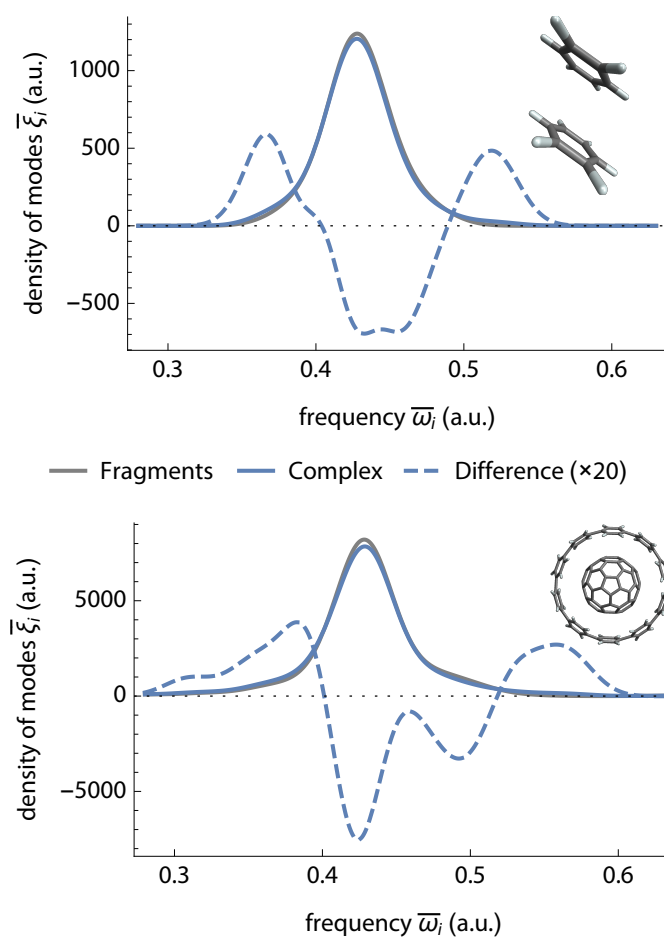 density of modes ξ̅ᵢ (a.u.)
1000
500
0
−500
0.3 0.4 0.5 0.6
frequency ω̅ᵢ (a.u.)
Fragments Complex Difference (×20)
density of modes ξ̅ᵢ (a.u.)
5000
0
−5000
0.3 0.4 0.5 0.6
frequency ω̅ᵢ (a.u.)